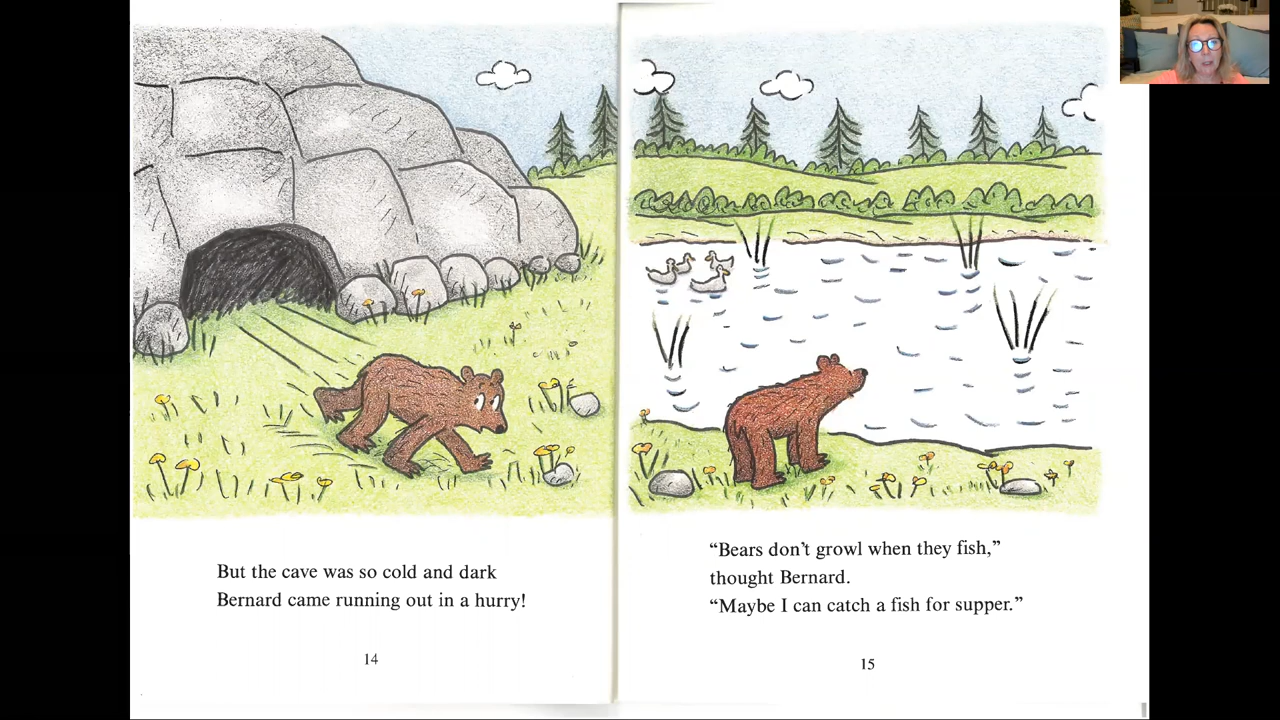 But the cave was so cold and dark
Bernard came running out in a hurry!
14
“Bears don’t growl when they fish,”
thought Bernard.
“Maybe I can catch a fish for supper.”
15